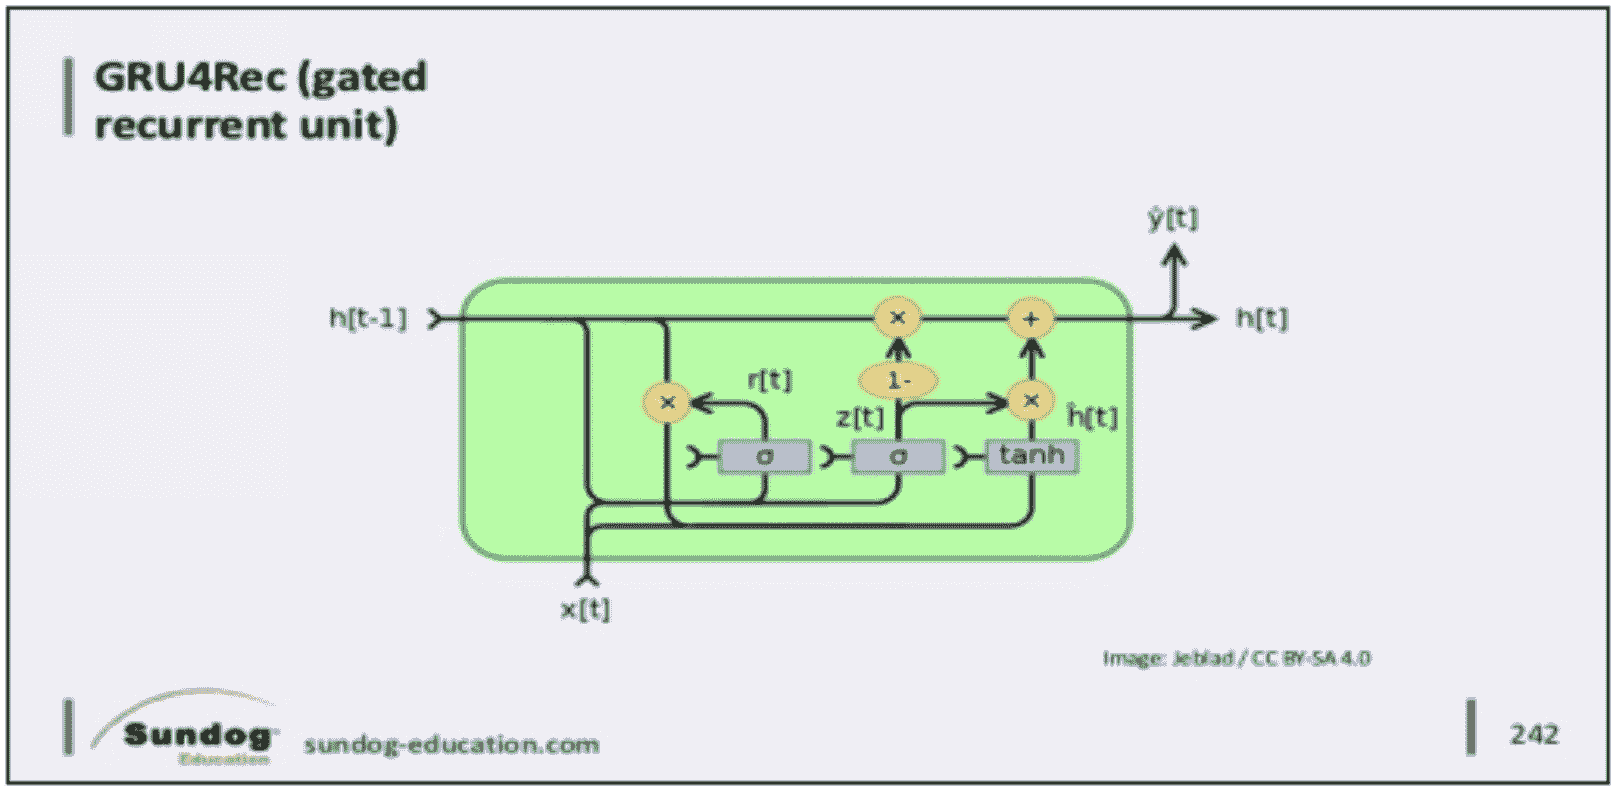 GRU4Rec (gated
recurrent unit)
ŷ[t]
h[t-1]
×
+
h[t]
1-
r[t]
×
z[t]
×
ĥ[t]
σ
σ
tanh
x[t]
Image: Jeblad / CC BY-SA 4.0
Sundog
Education
sundog-education.com
242